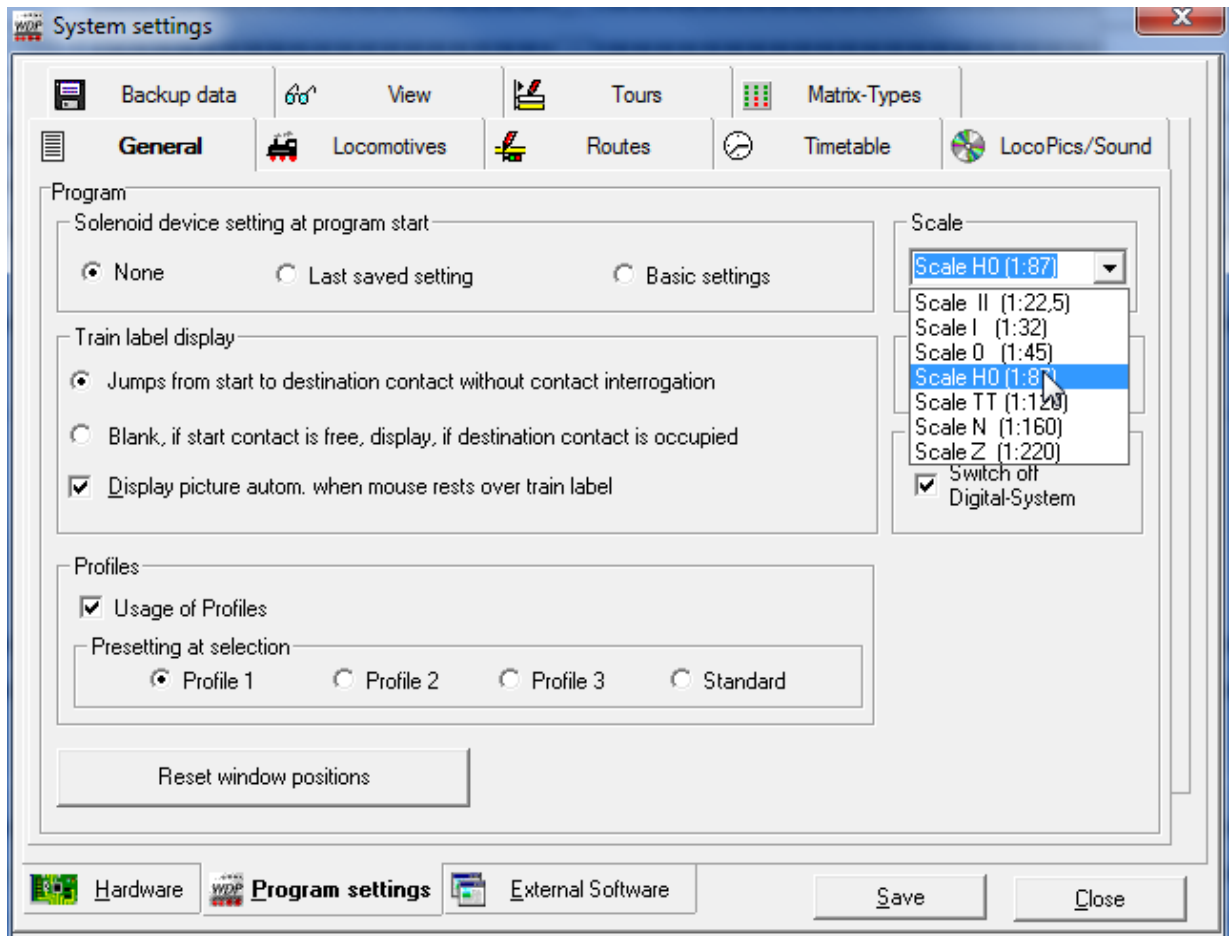 WDP System settings
Backup data View Tours Matrix-Types
General Locomotives Routes Timetable LocoPics/Sound
Program
Solenoid device setting at program start
None Last saved setting Basic settings
Scale
Scale H0 (1:87)
Scale II (1:22,5)
Scale I (1:32)
Scale 0 (1:45)
Scale H0 (1:87)
Scale TT (1:120)
Scale N (1:160)
Scale Z (1:220)
Train label display
Jumps from start to destination contact without contact interrogation
Blank, if start contact is free, display, if destination contact is occupied
Display picture autom. when mouse rests over train label
Switch off
Digital-System
Profiles
Usage of Profiles
Presetting at selection
Profile 1 Profile 2 Profile 3 Standard
Reset window positions
Hardware WDP Program settings External Software
Save Close